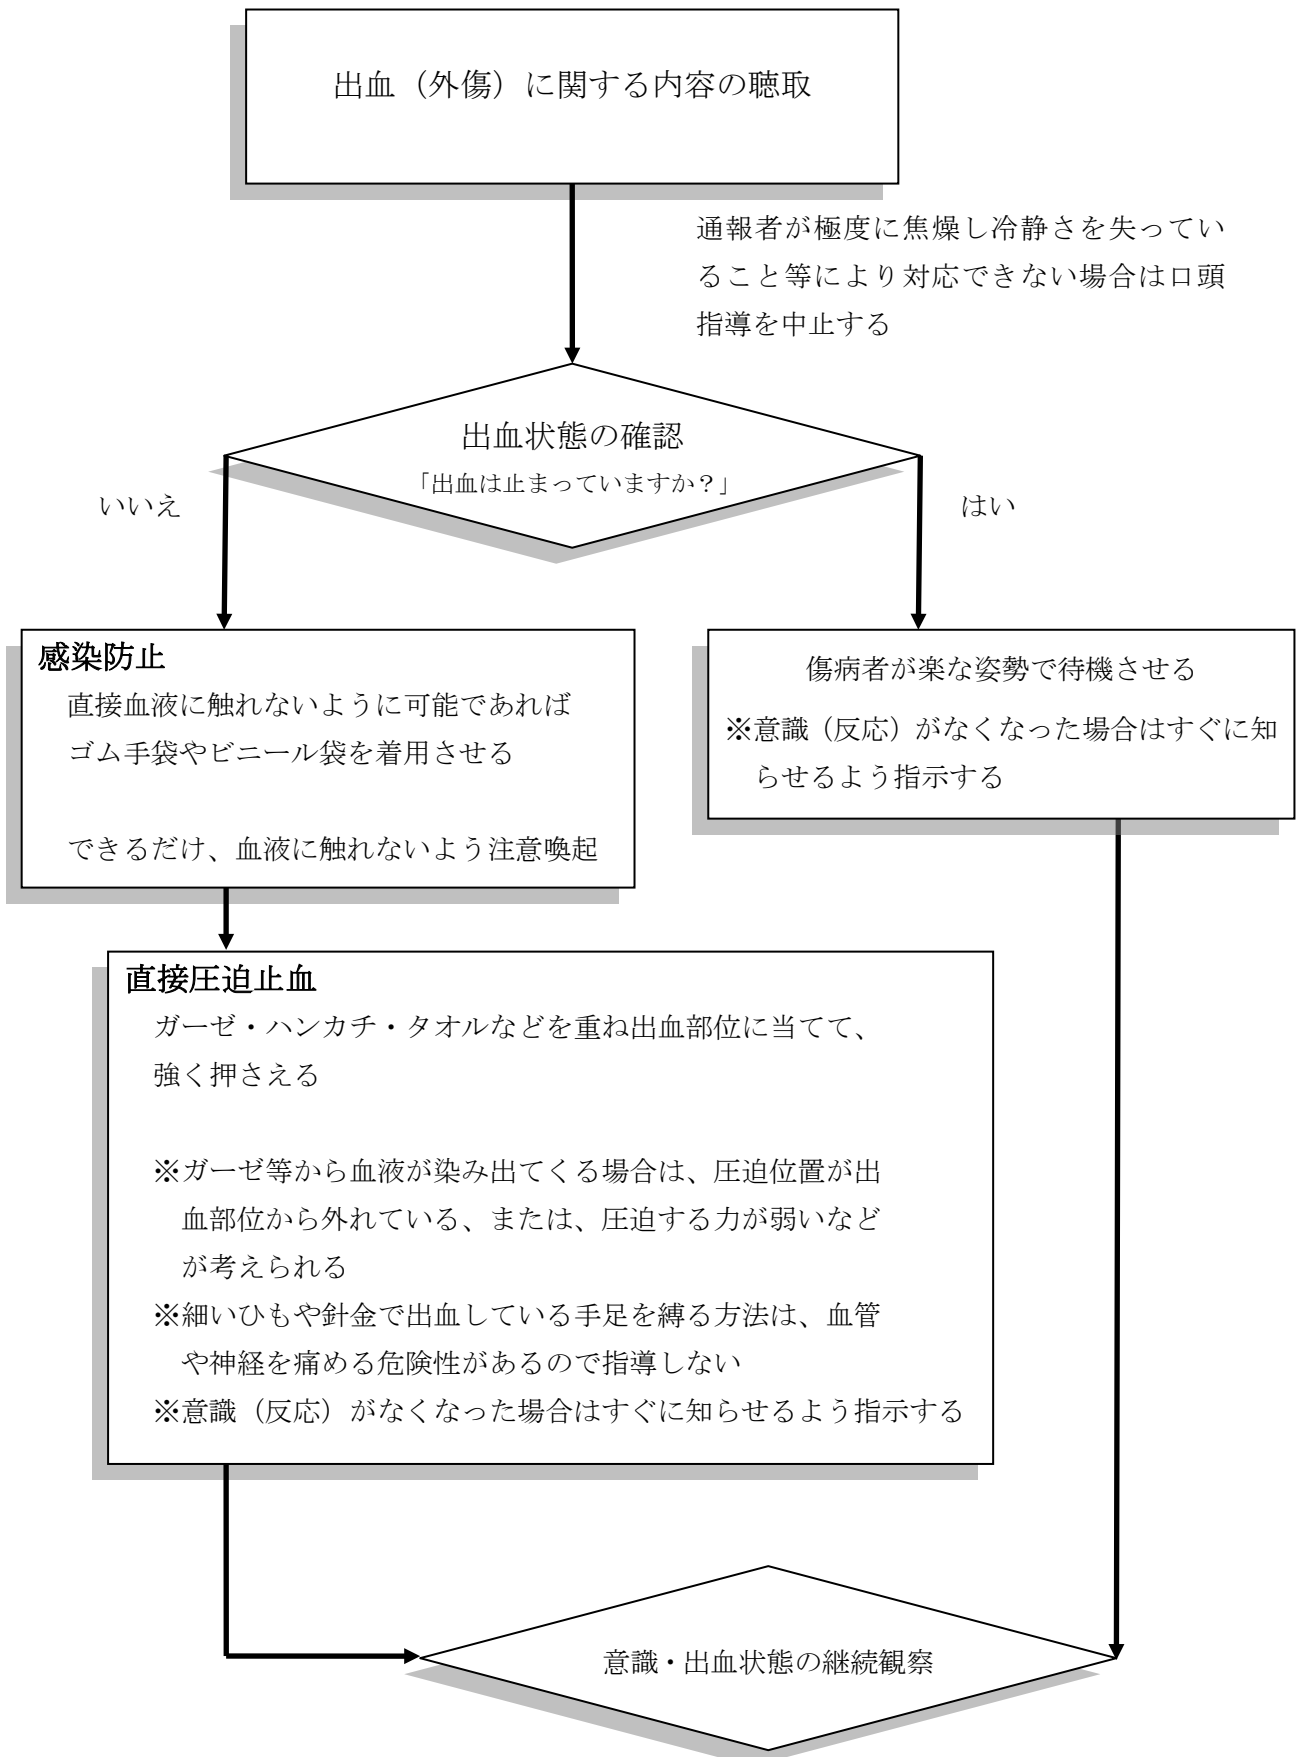 出血（外傷）に関する内容の聴取
通報者が極度に焦燥し冷静さを失ってい
ること等により対応できない場合は口頭
指導を中止する
出血状態の確認
「出血は止まっていますか？」
いいえ
はい
感染防止
直接血液に触れないように可能であれば
ゴム手袋やビニール袋を着用させる
できるだけ、血液に触れないよう注意喚起
傷病者が楽な姿勢で待機させる
※意識（反応）がなくなった場合はすぐに知
らせるよう指示する
直接圧迫止血
ガーゼ・ハンカチ・タオルなどを重ね出血部位に当てて、
強く押さえる
※ガーゼ等から血液が染み出てくる場合は、圧迫位置が出
血部位から外れている、または、圧迫する力が弱いなど
が考えられる
※細いひもや針金で出血している手足を縛る方法は、血管
や神経を痛める危険性があるので指導しない
※意識（反応）がなくなった場合はすぐに知らせるよう指示する
意識・出血状態の継続観察